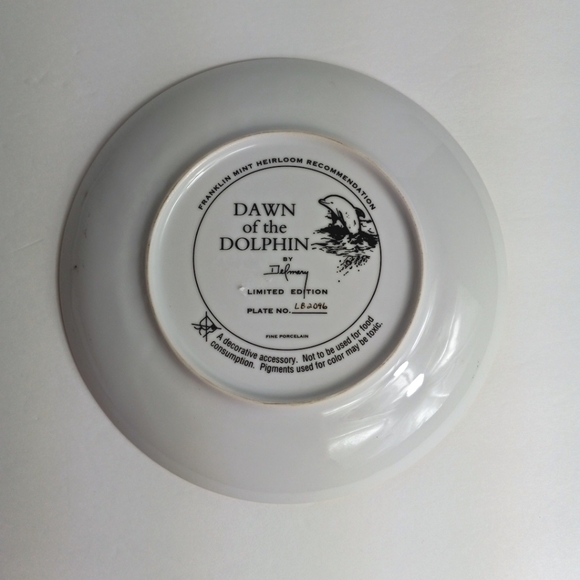 FRANKLIN MINT HEIRLOOM RECOMMENDATION
DAWN
of the
DOLPHIN
BY
Delmary
LIMITED EDITION
PLATE NO. LB2096
FINE PORCELAIN
A decorative accessory. Not to be used for food
consumption. Pigments used for color may be toxic.